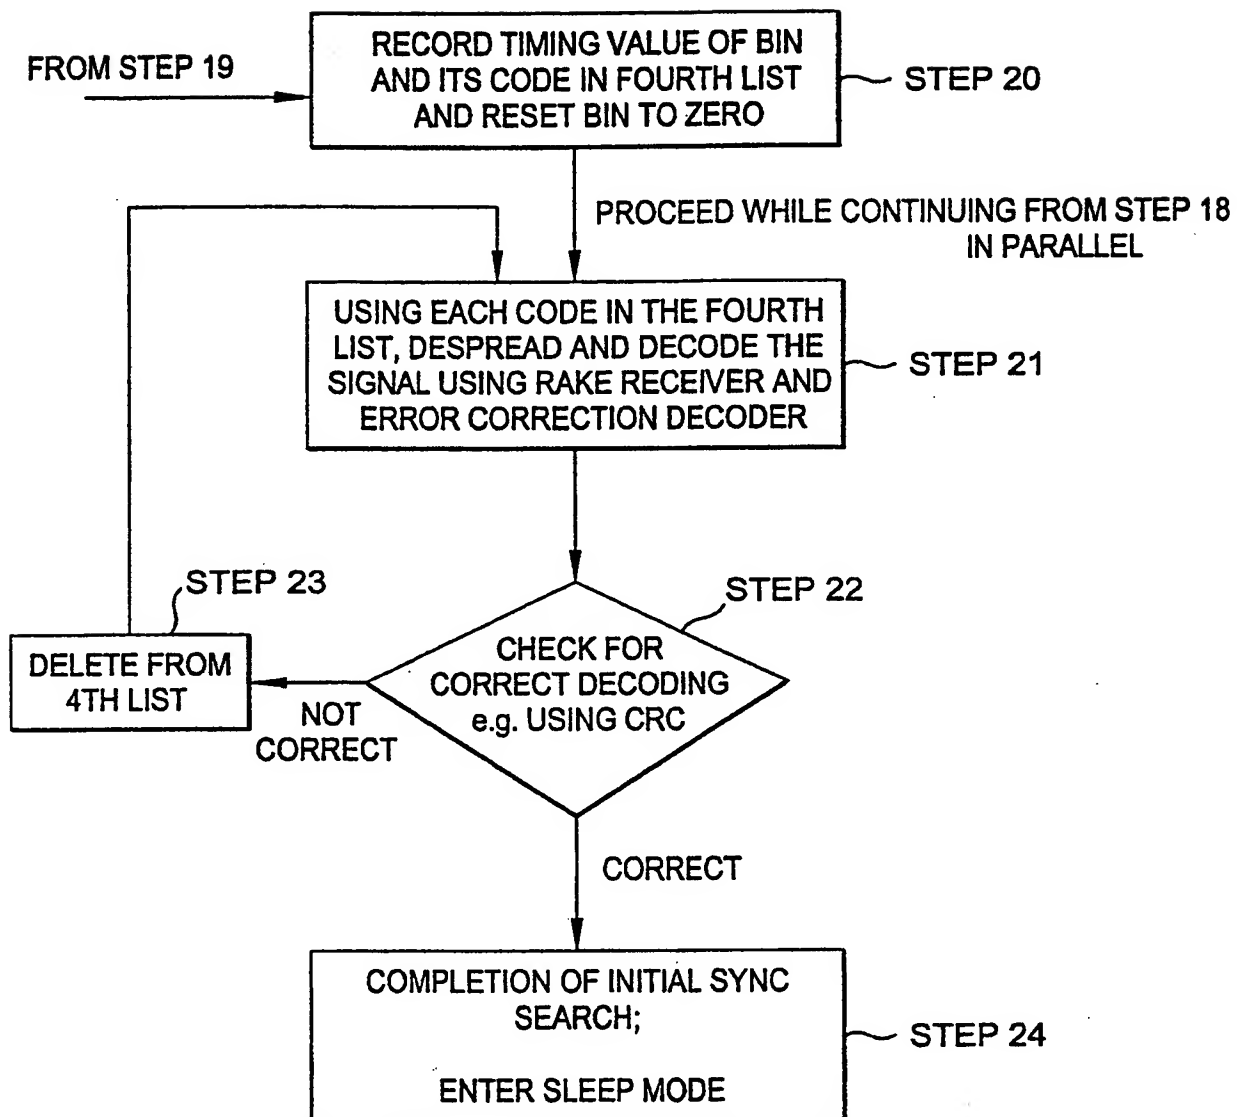 FROM STEP 19
RECORD TIMING VALUE OF BIN
AND ITS CODE IN FOURTH LIST
AND RESET BIN TO ZERO
STEP 20
PROCEED WHILE CONTINUING FROM STEP 18
IN PARALLEL
USING EACH CODE IN THE FOURTH
LIST, DESPREAD AND DECODE THE
SIGNAL USING RAKE RECEIVER AND
ERROR CORRECTION DECODER
STEP 21
STEP 23
DELETE FROM
4TH LIST
NOT
CORRECT
STEP 22
CHECK FOR
CORRECT DECODING
e.g. USING CRC
CORRECT
COMPLETION OF INITIAL SYNC
SEARCH;
ENTER SLEEP MODE
STEP 24